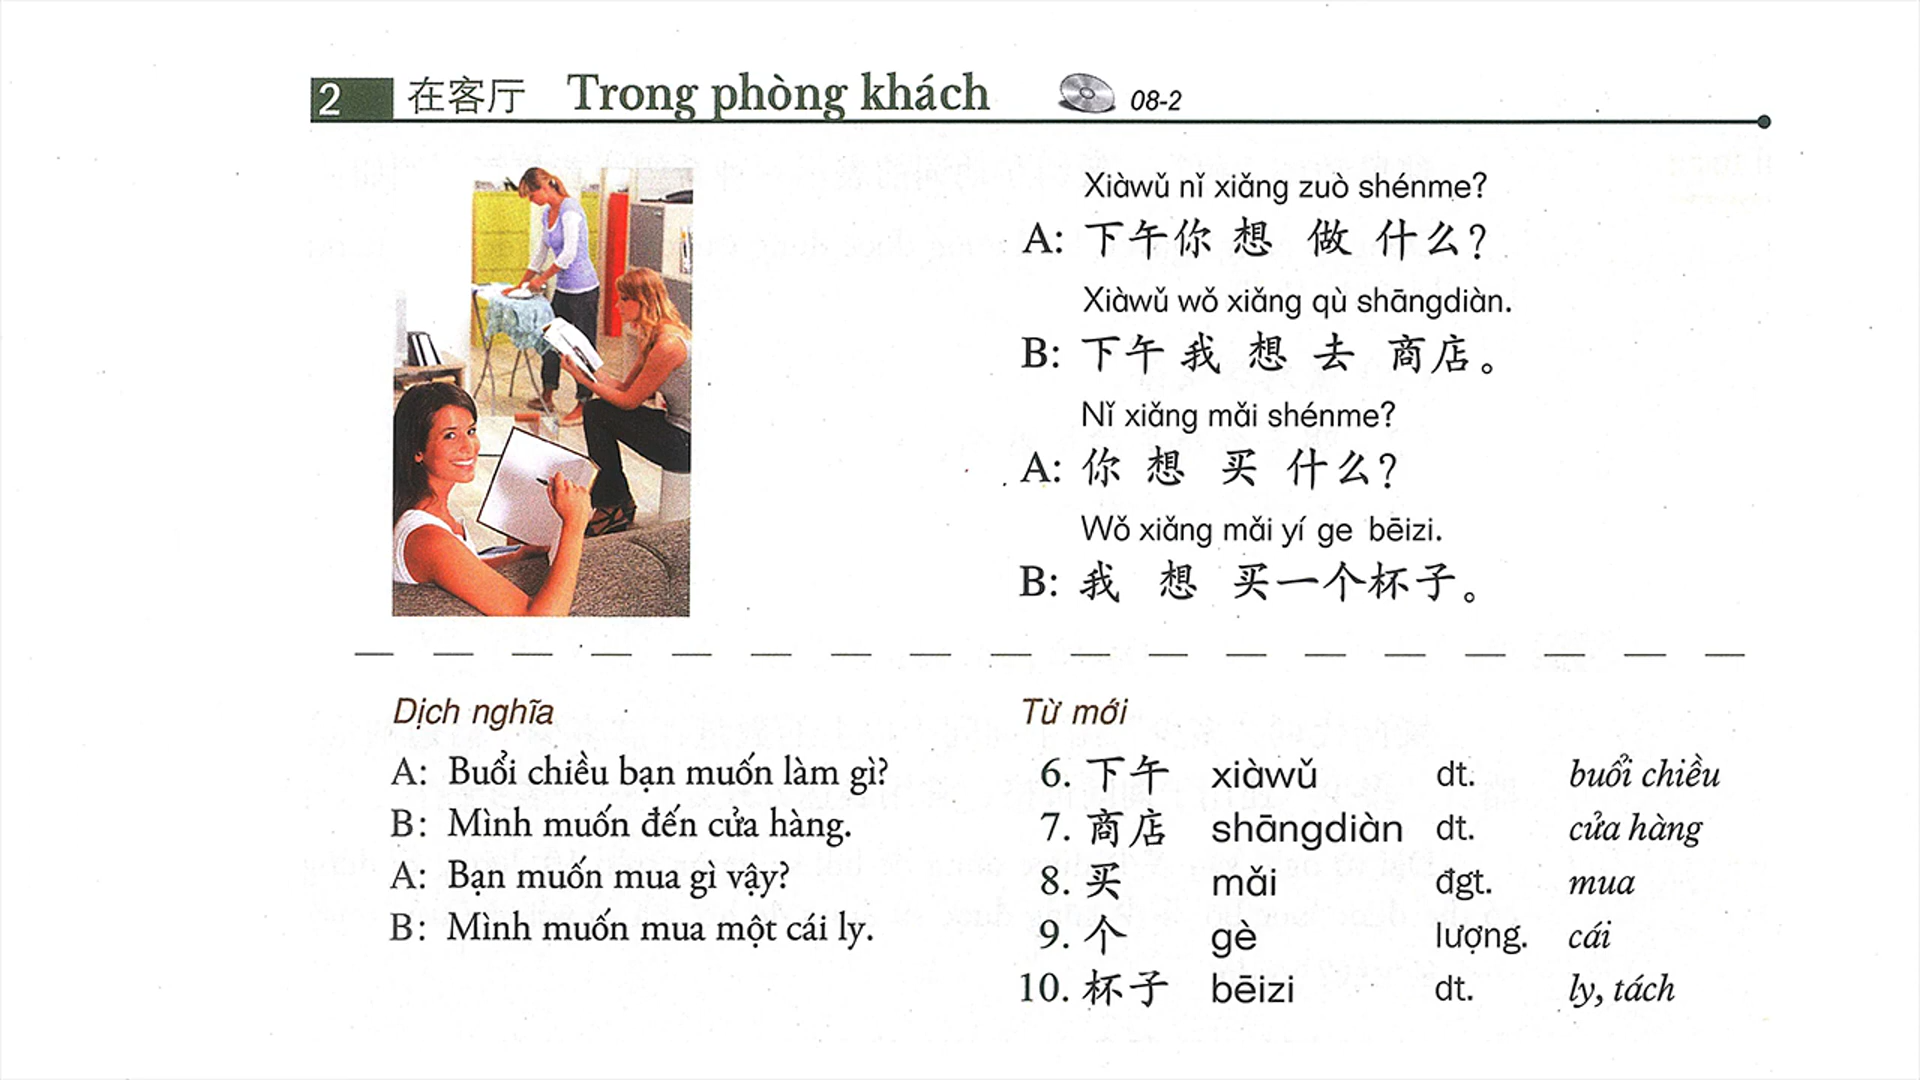 2 在客厅 Trong phòng khách 08-2
Xiàwǔ nǐ xiǎng zuò shénme?
A: 下午你 想 做 什么?
Xiàwǔ wǒ xiǎng qù shāngdiàn.
B: 下午 我 想 去 商店。
Nǐ xiǎng mǎi shénme?
A: 你 想 买 什么?
Wǒ xiǎng mǎi yí ge bēizi.
B: 我 想 买一个杯子。
Dịch nghĩa
A: Buổi chiều bạn muốn làm gì?
B: Mình muốn đến cửa hàng.
A: Bạn muốn mua gì vậy?
B: Mình muốn mua một cái ly.
Từ mới
6. 下午 xiàwǔ dt. buổi chiều
7. 商店 shāngdiàn dt. cửa hàng
8. 买 mǎi đgt. mua
9. 个 gè lượng. cái
10. 杯子 bēizi dt. ly, tách